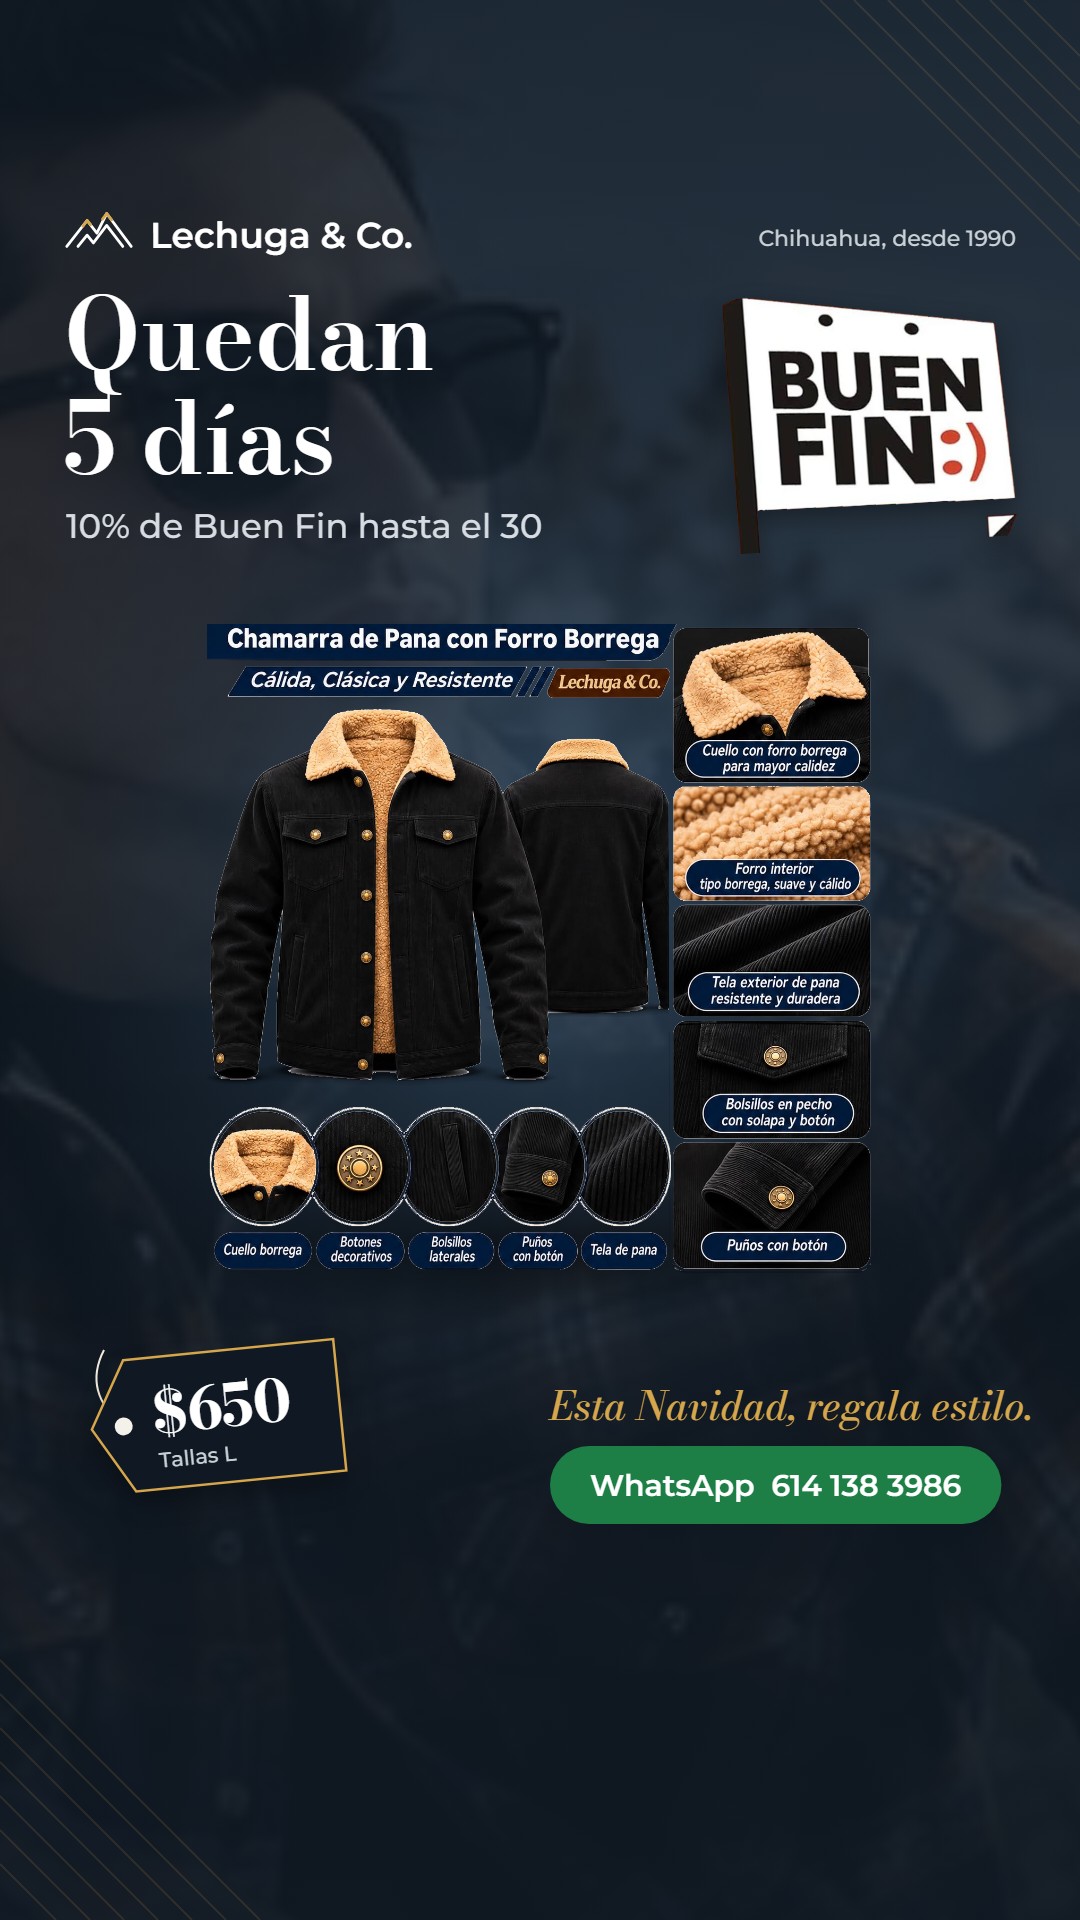 Lechuga & Co.
Chihuahua, desde 1990
Quedan
5 días
10% de Buen Fin hasta el 30
BUEN
FIN:)
Chamarra de Pana con Forro Borrega
Cálida, Clásica y Resistente
Lechuga & Co.
Cuello con forro borrega
para mayor calidez
Forro interior
tipo borrega, suave y cálido
Tela exterior de pana
resistente y duradera
Bolsillos en pecho
con solapa y botón
Puños con botón
Cuello borrega
Botones
decorativos
Bolsillos
laterales
Puños
con botón
Tela de pana
$650
Tallas L
Esta Navidad, regala estilo.
WhatsApp 614 138 3986